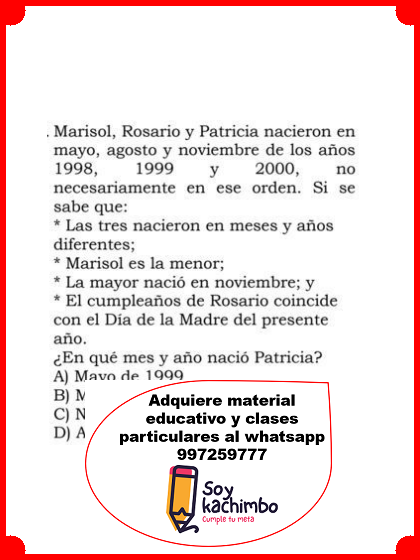 . Marisol, Rosario y Patricia nacieron en
mayo, agosto y noviembre de los años
1998, 1999 y 2000, no
necesariamente en ese orden. Si se
sabe que:
* Las tres nacieron en meses y años
diferentes;
* Marisol es la menor;
* La mayor nació en noviembre; y
* El cumpleaños de Rosario coincide
con el Día de la Madre del presente
año.
¿En qué mes y año nació Patricia?
A) Mayo de 1999
B) M
C) N
D) A
Adquiere material
educativo y clases
particulares al whatsapp
997259777
Soy
kachimbo
Cumple tu meta